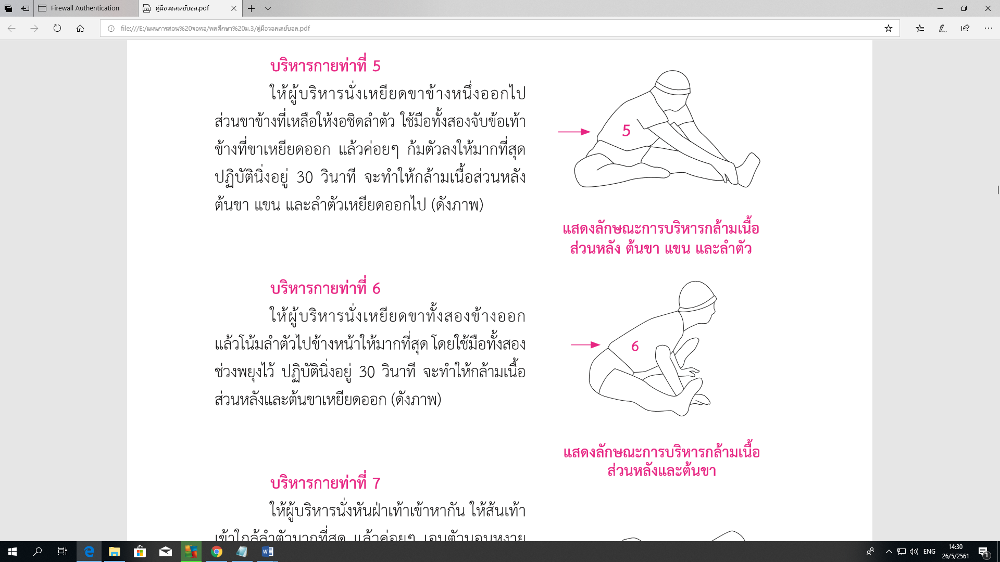 Firewall Authentication
คู่มือวอลเลย์บอล.pdf
file:///E:/แผนการสอน%20จอหอ/พลศึกษา%20ม.3/คู่มือวอลเลย์บอล.pdf
บริหารกายท่าที่ 5
ให้ผู้บริหารนั่งเหยียดขาข้างหนึ่งออกไป
ส่วนขาข้างที่เหลือให้งอชิดลำตัว ใช้มือทั้งสองจับข้อเท้า
ข้างที่ขาเหยียดออก แล้วค่อยๆ ก้มตัวลงให้มากที่สุด
ปฏิบัตินิ่งอยู่ 30 วินาที จะทำให้กล้ามเนื้อส่วนหลัง
ต้นขา แขน และลำตัวเหยียดออกไป (ดังภาพ)
5
แสดงลักษณะการบริหารกล้ามเนื้อ
ส่วนหลัง ต้นขา แขน และลำตัว
บริหารกายท่าที่ 6
ให้ผู้บริหารนั่งเหยียดขาทั้งสองข้างออก
แล้วโน้มลำตัวไปข้างหน้าให้มากที่สุด โดยใช้มือทั้งสอง
ช่วงพยุงไว้ ปฏิบัตินิ่งอยู่ 30 วินาที จะทำให้กล้ามเนื้อ
ส่วนหลังและต้นขาเหยียดออก (ดังภาพ)
6
แสดงลักษณะการบริหารกล้ามเนื้อ
ส่วนหลังและต้นขา
บริหารกายท่าที่ 7
ให้ผู้บริหารนั่งหันฝ่าเท้าเข้าหากัน ให้ส้นเท้า
เข้าใกล้ลำตัวมากที่สุด แล้วค่อยๆ เอนตัวนอนหงาย
ENG
14:30
26/5/2561
1